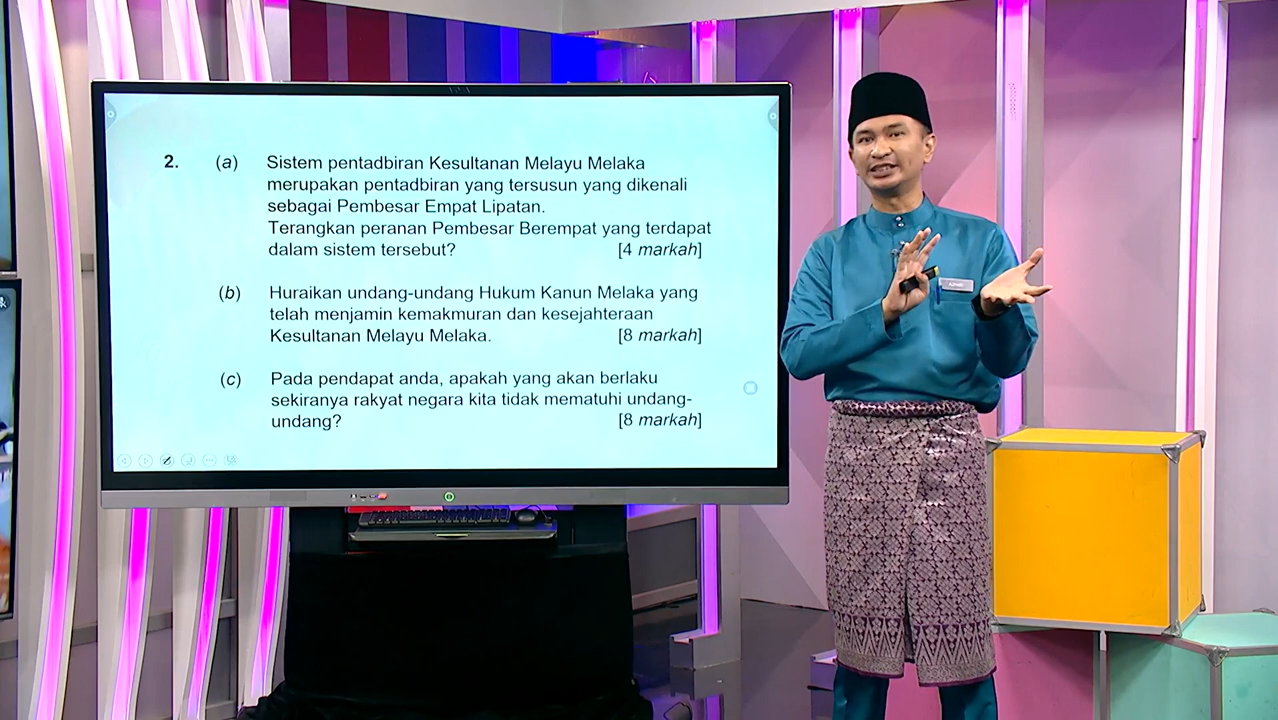 2. (a) Sistem pentadbiran Kesultanan Melayu Melaka
merupakan pentadbiran yang tersusun yang dikenali
sebagai Pembesar Empat Lipatan.
Terangkan peranan Pembesar Berempat yang terdapat
dalam sistem tersebut? [4 markah]
(b) Huraikan undang-undang Hukum Kanun Melaka yang
telah menjamin kemakmuran dan kesejahteraan
Kesultanan Melayu Melaka. [8 markah]
(c) Pada pendapat anda, apakah yang akan berlaku
sekiranya rakyat negara kita tidak mematuhi undang-
undang? [8 markah]